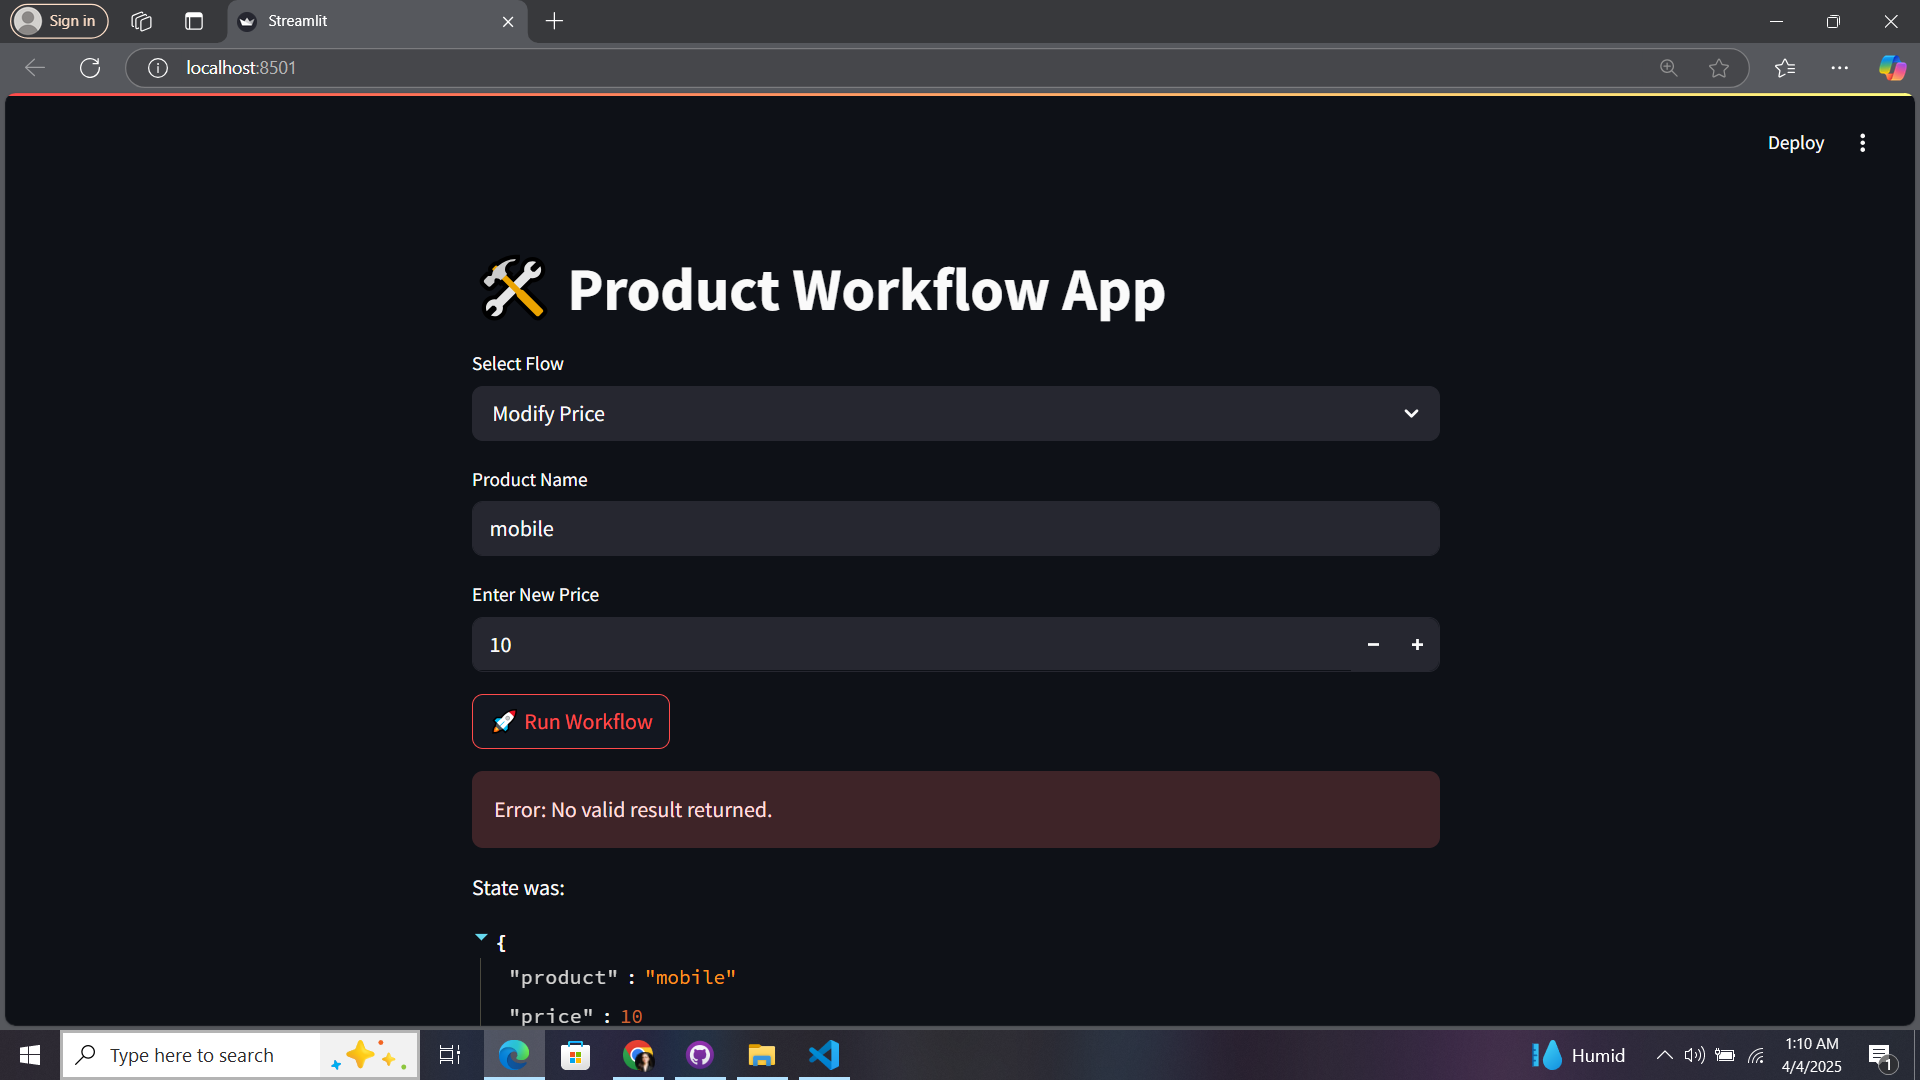 Sign in
Streamlit
localhost:8501
Deploy
Product Workflow App
Select Flow
Modify Price
Product Name
mobile
Enter New Price
10
Run Workflow
Error: No valid result returned.
State was:
{
"product" : "mobile"
"price" : 10
Type here to search
Humid
1:10 AM
4/4/2025
1